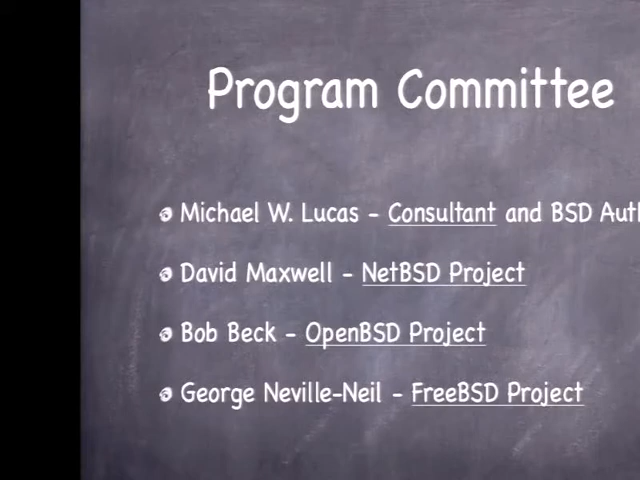 Program Committee
Michael W. Lucas - Consultant and BSD
David Maxwell - NetBSD Project
Bob Beck - OpenBSD Project
George Neville-Neil - FreeBSD Project